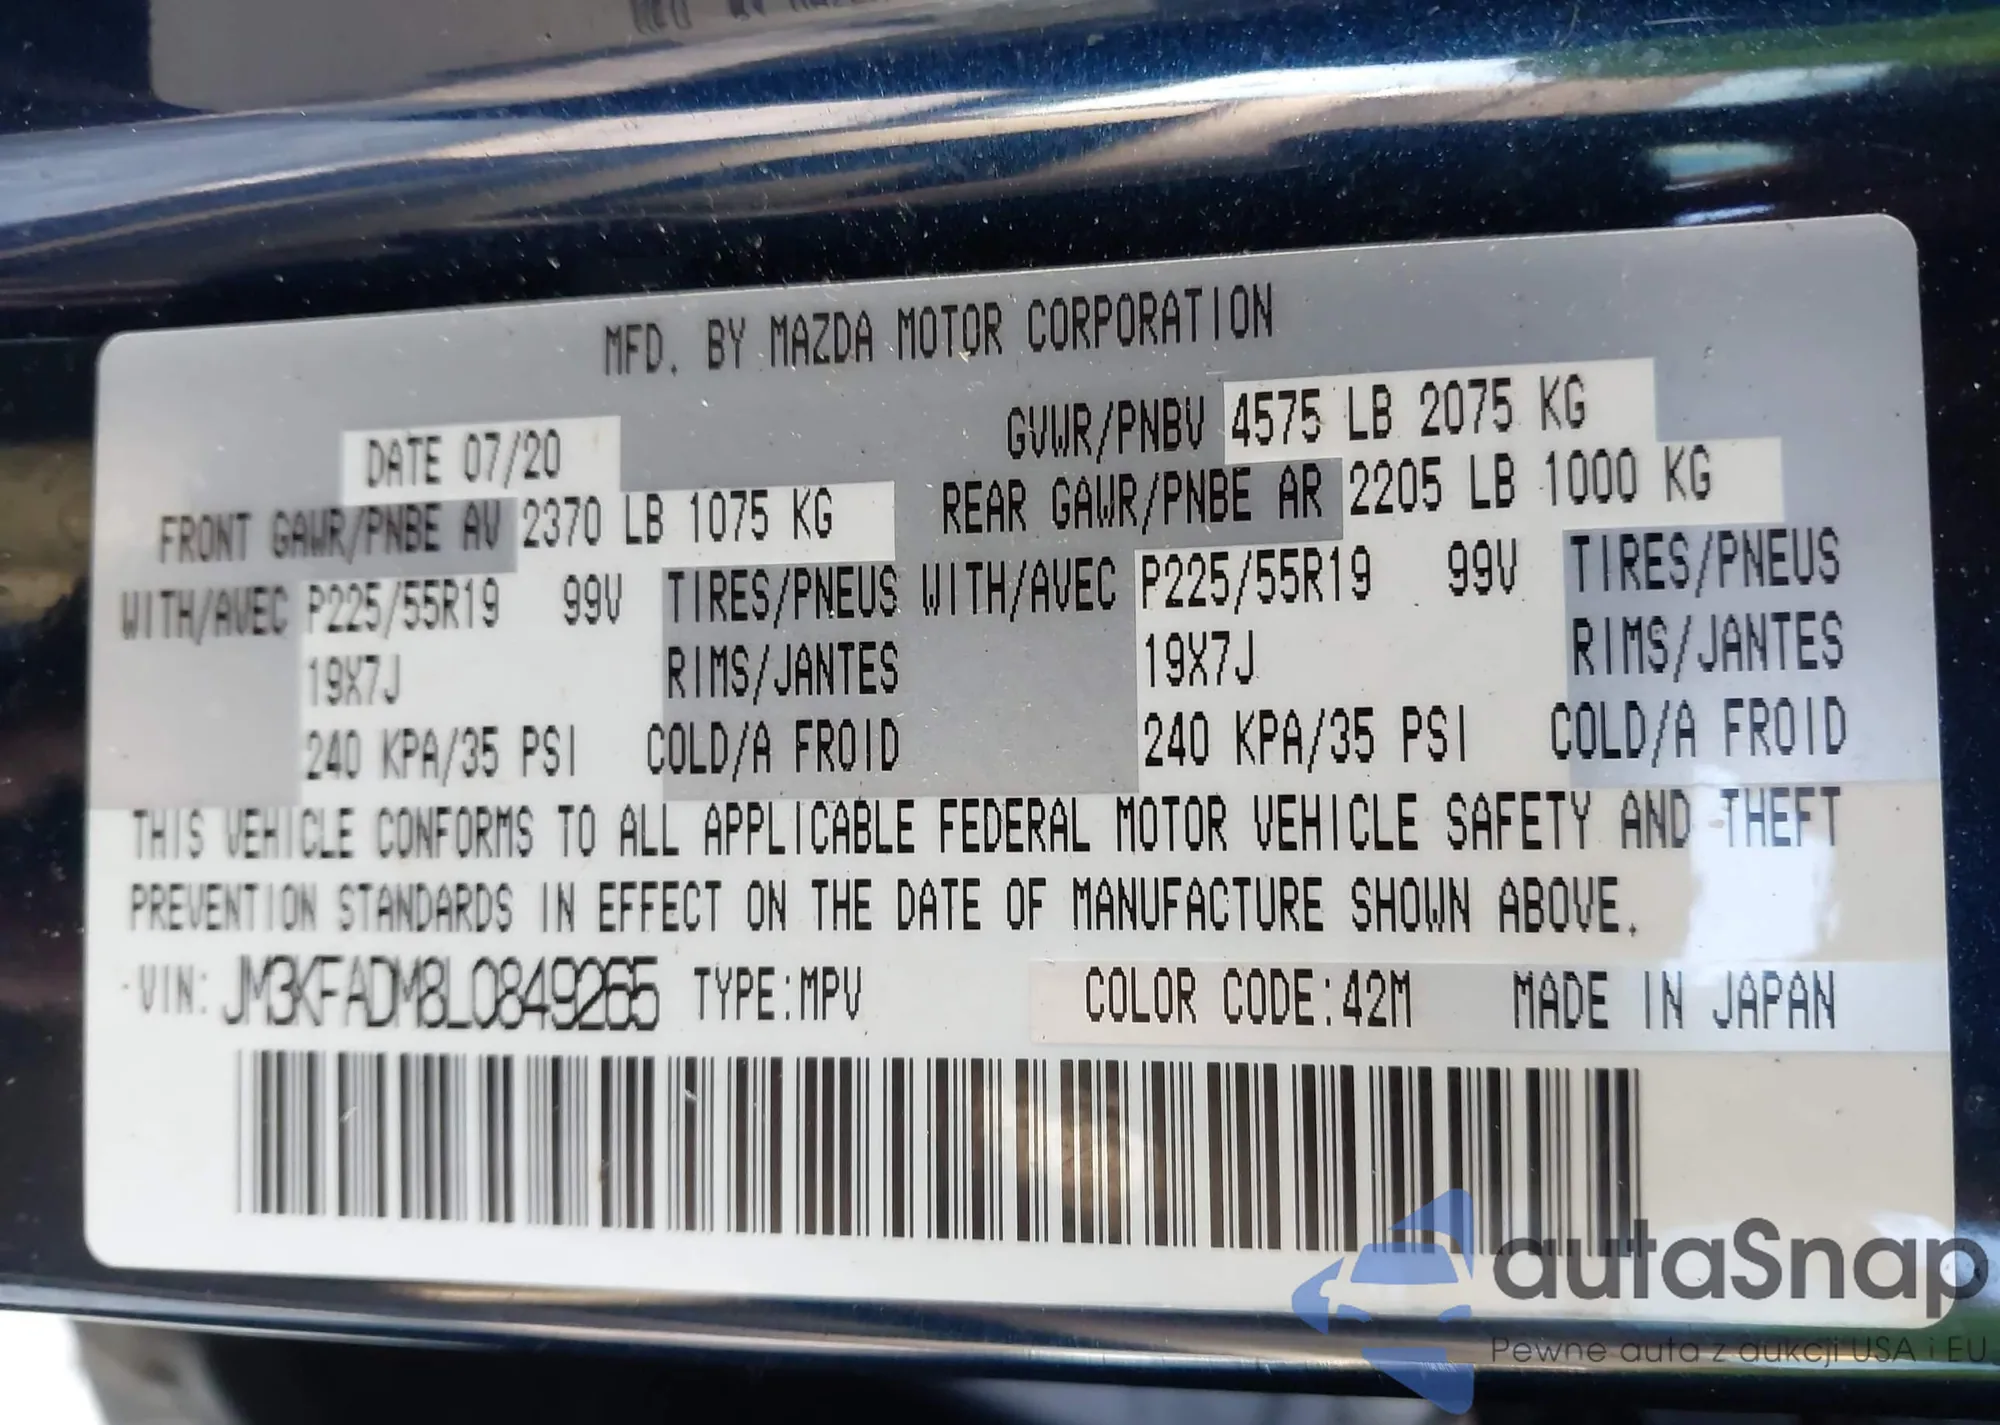 MFD. BY MAZDA MOTOR CORPORATION
DATE 07/20
GVWR/PNBV 4575 LB 2075 KG
FRONT GAWR/PNBE AV 2370 LB 1075 KG
REAR GAWR/PNBE AR 2205 LB 1000 KG
WITH/AVEC P225/55R19 99V TIRES/PNEUS WITH/AVEC P225/55R19 99V TIRES/PNEUS
19X7J RIMS/JANTES 19X7J RIMS/JANTES
240 KPA/35 PSI COLD/A FROID 240 KPA/35 PSI COLD/A FROID
THIS VEHICLE CONFORMS TO ALL APPLICABLE FEDERAL MOTOR VEHICLE SAFETY AND THEFT
PREVENTION STANDARDS IN EFFECT ON THE DATE OF MANUFACTURE SHOWN ABOVE.
VIN: JM3KFADM8L0849265 TYPE:MPV COLOR CODE:42M MADE IN JAPAN
autaSnap
Pewne auta z aukcji USA i EU